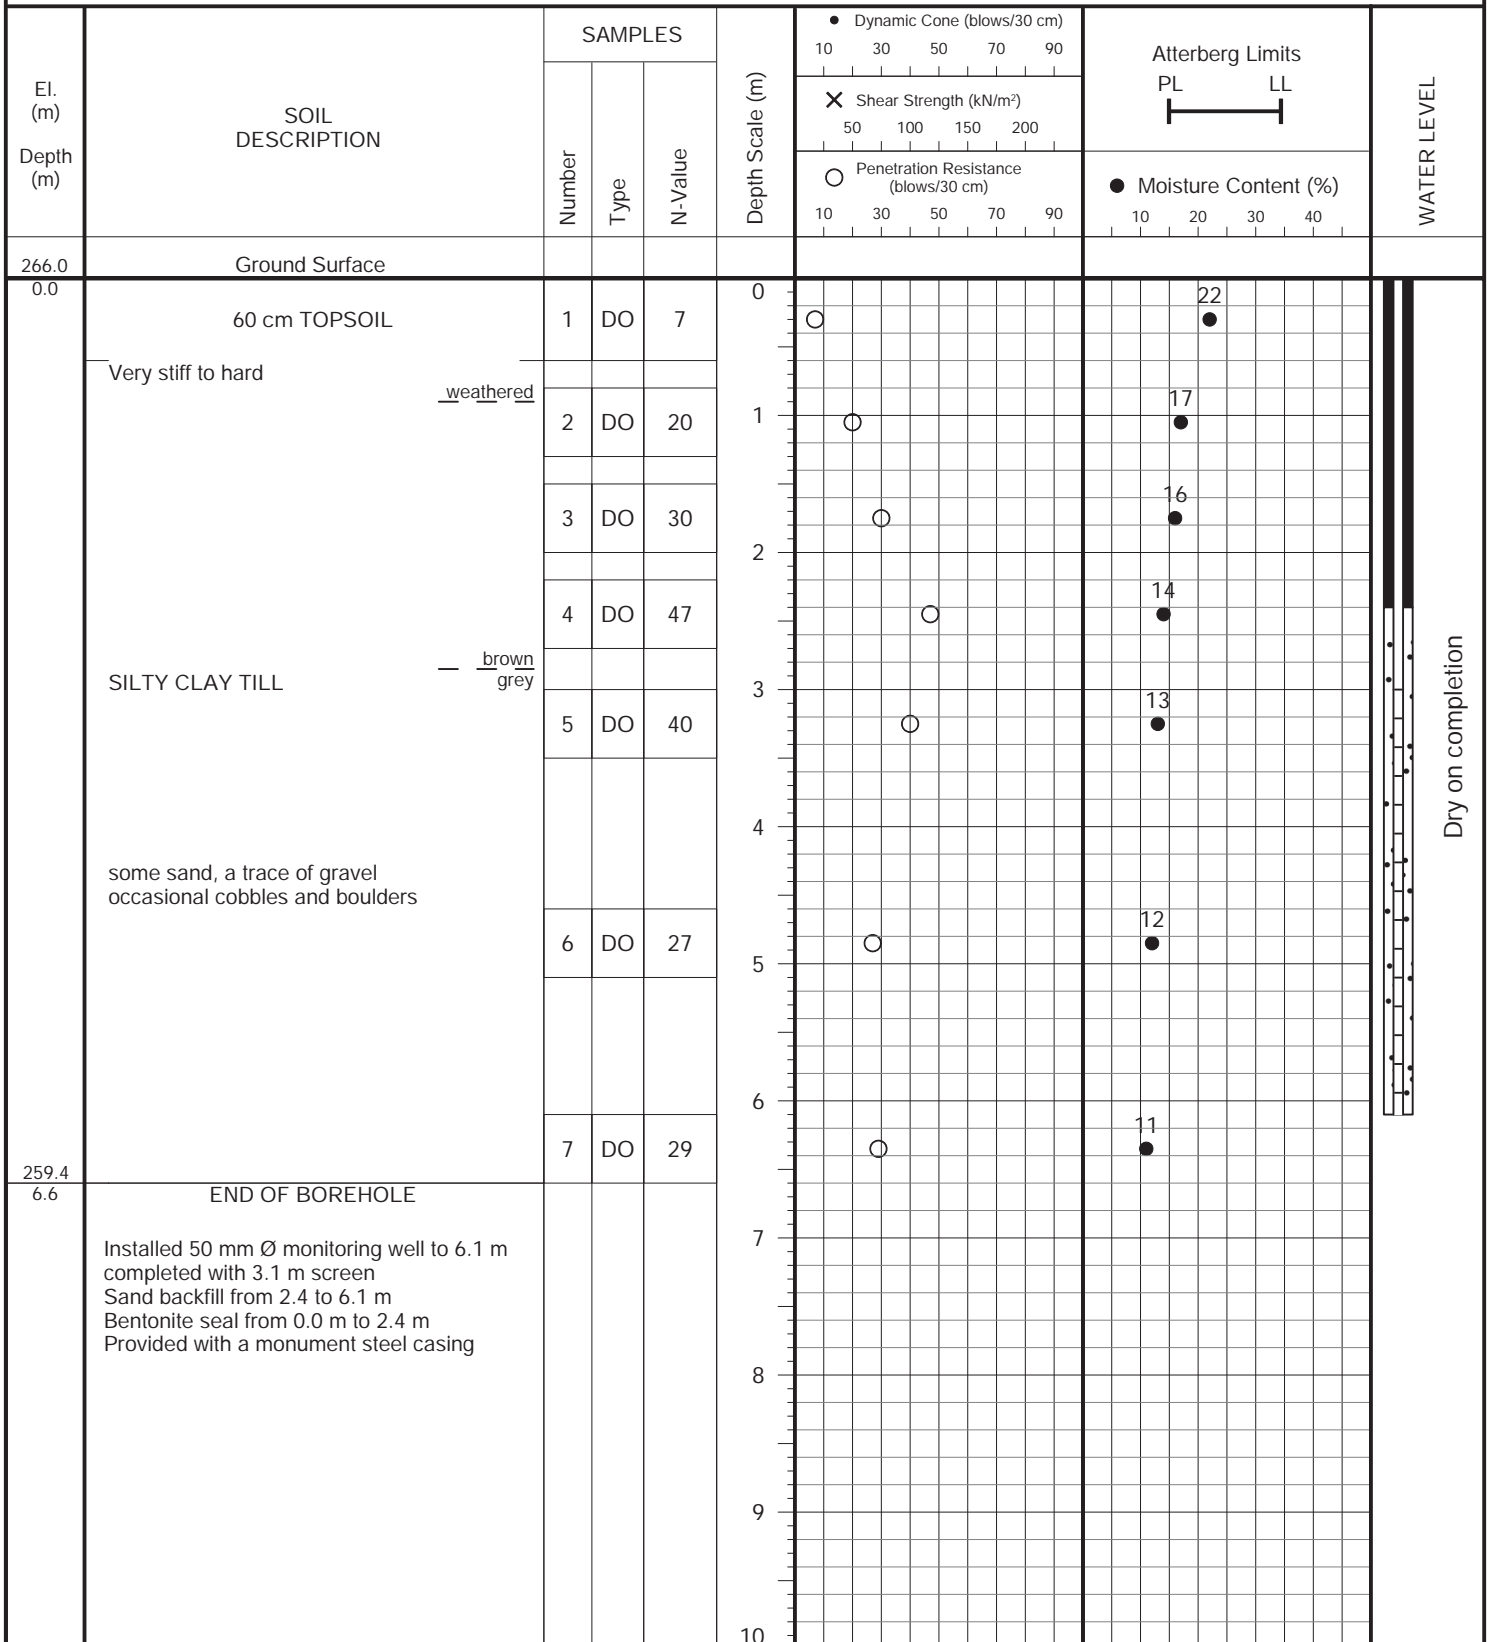 El.
(m)
Depth
(m)
SOIL
DESCRIPTION
SAMPLES
Number
Type
N-Value
Depth Scale (m)
Dynamic Cone (blows/30 cm)
10 30 50 70 90
Shear Strength (kN/m²)
50 100 150 200
Penetration Resistance
(blows/30 cm)
10 30 50 70 90
Atterberg Limits
PL LL
Moisture Content (%)
10 20 30 40
WATER LEVEL
266.0 Ground Surface
0.0
0
60 cm TOPSOIL 1 DO 7
22
Very stiff to hard
weathered
2 DO 20
1
17
3 DO 30
16
2
4 DO 47
14
brown
SILTY CLAY TILL
grey
3
5 DO 40
13
Dry on completion
4
some sand, a trace of gravel
occasional cobbles and boulders
6 DO 27
12
5
6
7 DO 29
11
259.4
6.6
END OF BOREHOLE
Installed 50 mm Ø monitoring well to 6.1 m
completed with 3.1 m screen
Sand backfill from 2.4 to 6.1 m
Bentonite seal from 0.0 m to 2.4 m
Provided with a monument steel casing
7
8
9
10